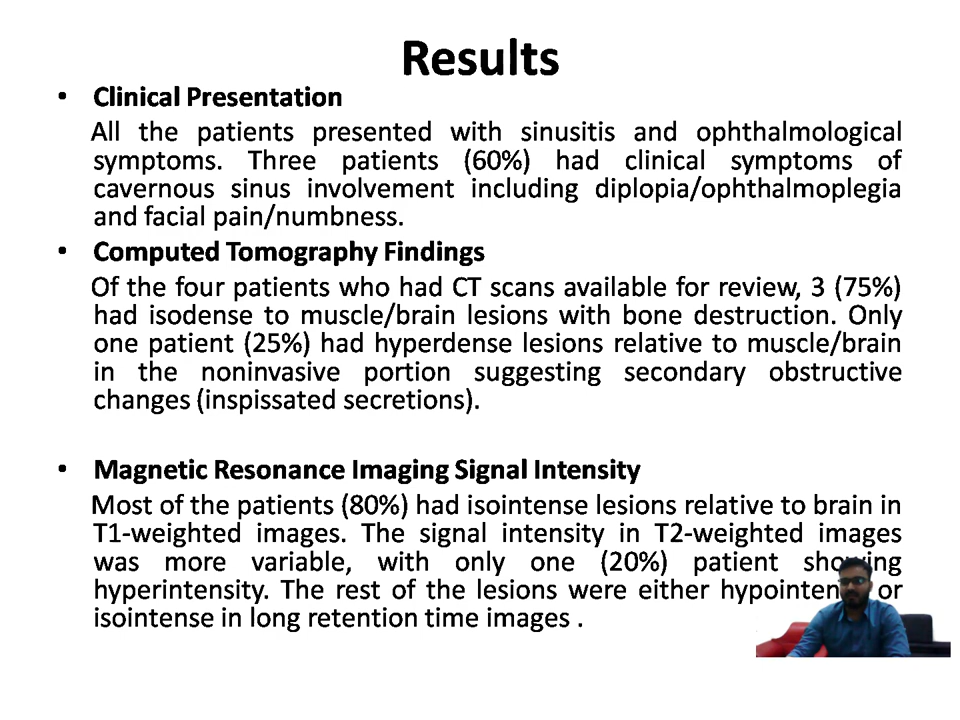 Results
• Clinical Presentation
All the patients presented with sinusitis and ophthalmological
symptoms. Three patients (60%) had clinical symptoms of
cavernous sinus involvement including diplopia/ophthalmoplegia
and facial pain/numbness.
• Computed Tomography Findings
Of the four patients who had CT scans available for review, 3 (75%)
had isodense to muscle/brain lesions with bone destruction. Only
one patient (25%) had hyperdense lesions relative to muscle/brain
in the noninvasive portion suggesting secondary obstructive
changes (inspissated secretions).
• Magnetic Resonance Imaging Signal Intensity
Most of the patients (80%) had isointense lesions relative to brain in
T1-weighted images. The signal intensity in T2-weighted images
was more variable, with only one (20%) patient showing
hyperintensity. The rest of the lesions were either hypointense or
isointense in long retention time images .